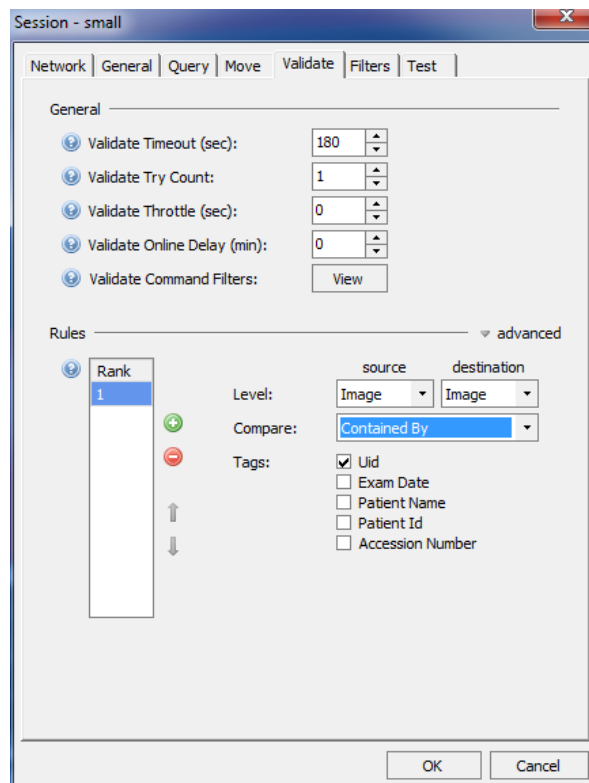 Session - small
x
Network General Query Move Validate Filters Test
General
Validate Timeout (sec): 180
Validate Try Count: 1
Validate Throttle (sec): 0
Validate Online Delay (min): 0
Validate Command Filters: View
Rules advanced
source destination
Rank
1
Level: Image Image
Compare: Contained By
Tags: Uid
Exam Date
Patient Name
Patient Id
Accession Number
OK Cancel